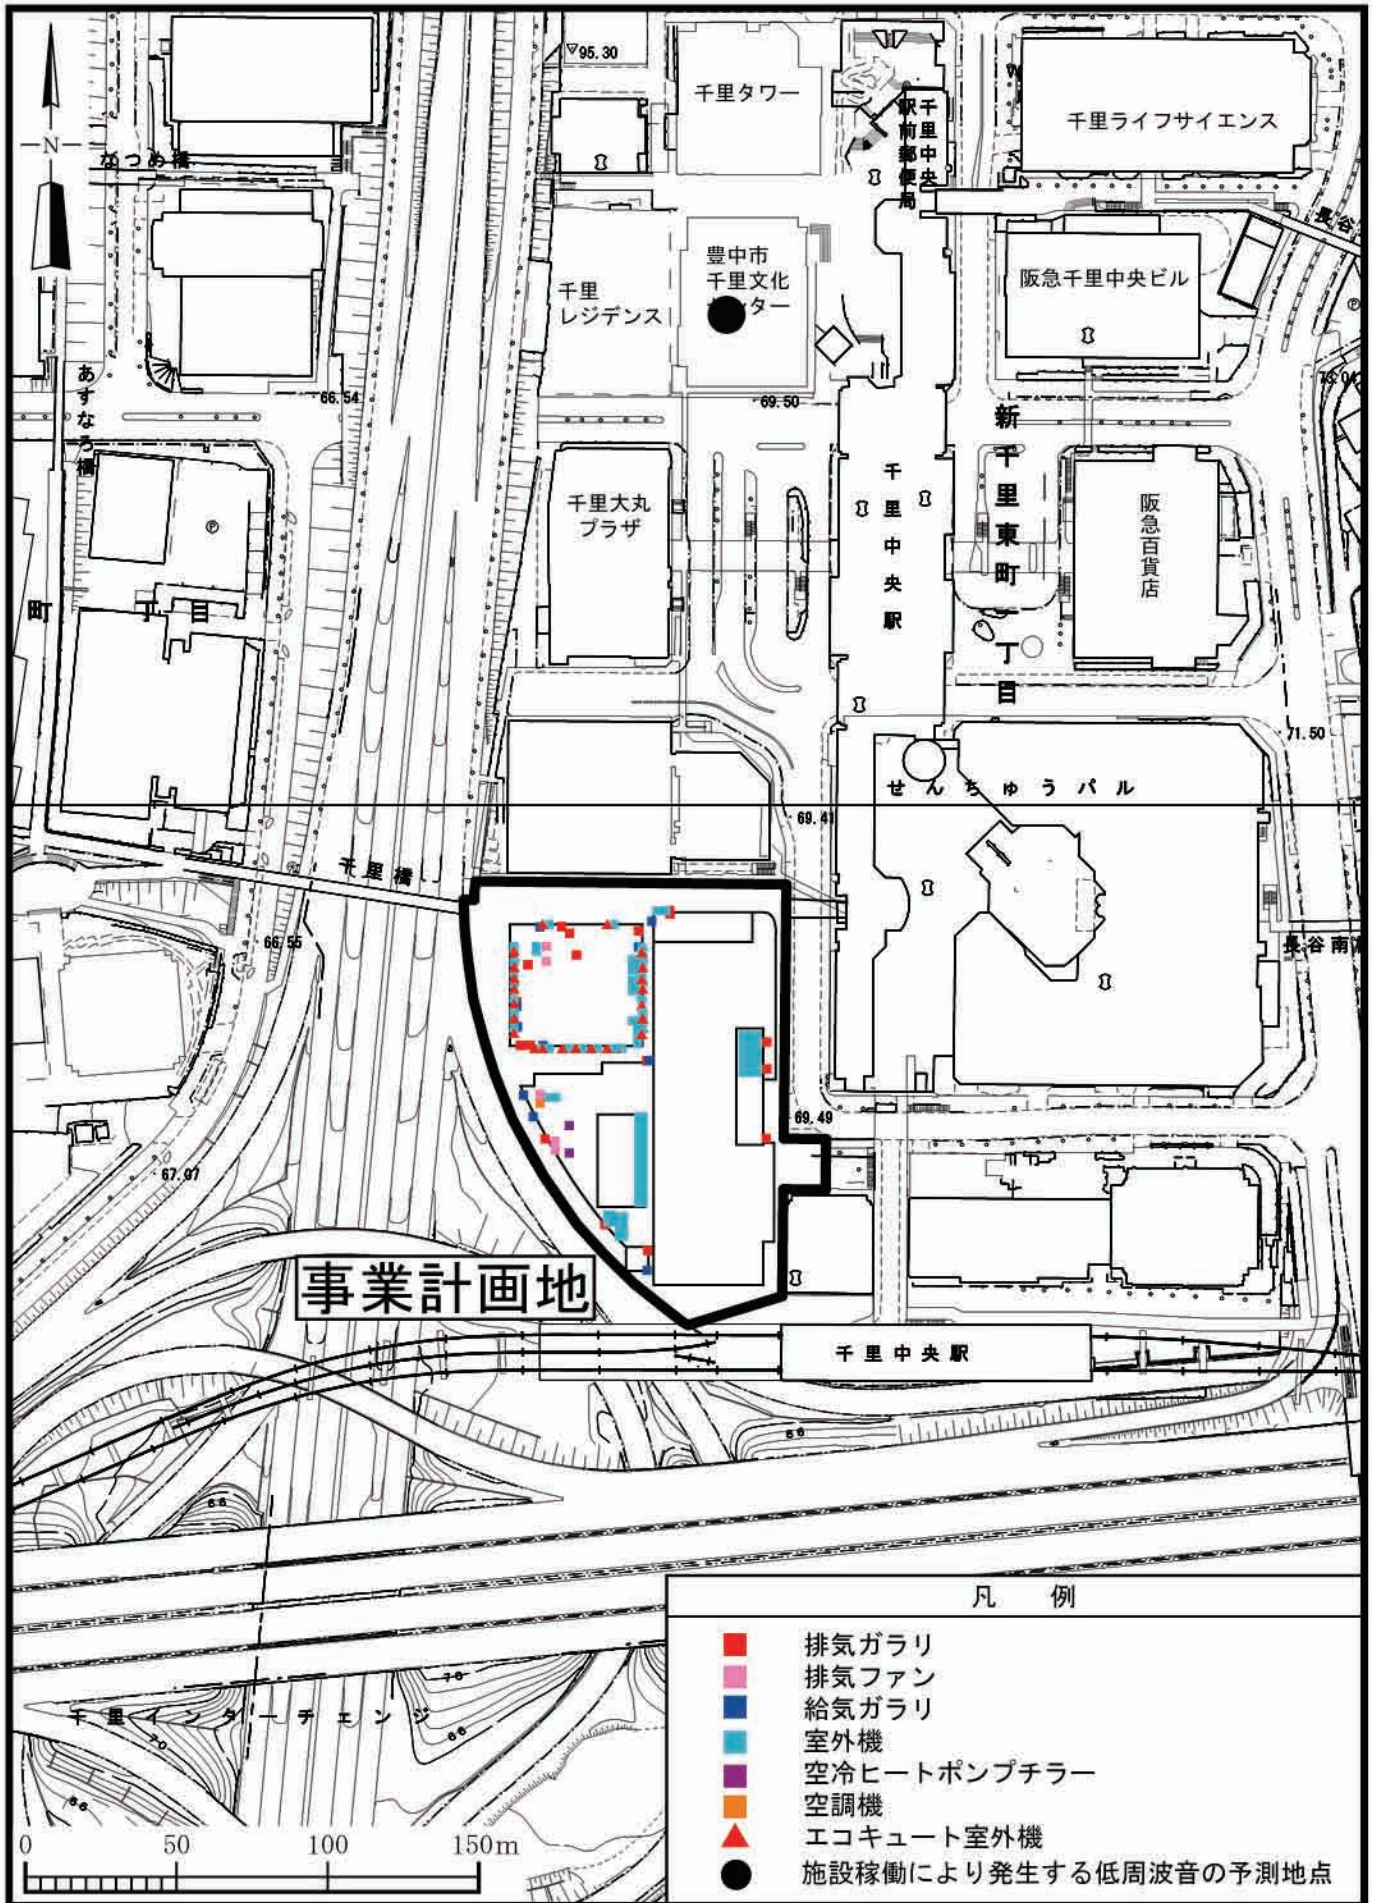 ▽95.30
千里タワー
千里中央
駅前郵便局
千里ライフサイエンス
N
なつめ橋
長谷
豊中市
千里文化
ター
千里
レジデンス
阪急千里中央ビル
P
あすなろ橋
66.54
69.50
73.04
新千里東町一丁目
千里大丸
プラザ
千里中央駅
阪急百貨店
P
町
丁目
71.50
せんちゅうパル
69.41
千里橋
66.55
長谷南
69.49
67.07
事業計画地
千里中央駅
66
66
70
千里インターチェンジ
70
66
66
凡 例
排気ガラリ
排気ファン
給気ガラリ
室外機
空冷ヒートポンプチラー
空調機
エコキュート室外機
施設稼働により発生する低周波音の予測地点
0 50 100 150m